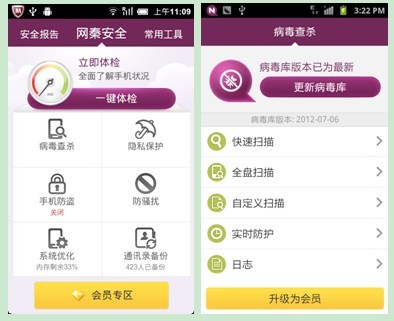 上午11:09
安全报告
网秦安全
常用工具
立即体检
全面了解手机状况
一键体检
病毒查杀
隐私保护
手机防盗
关闭
防骚扰
系统优化
内存剩余33%
通讯录备份
423人已备份
会员专区
3:22 PM
病毒查杀
病毒库版本已为最新
更新病毒库
病毒库版本: 2012-07-06
快速扫描
全盘扫描
自定义扫描
实时防护
日志
升级为会员